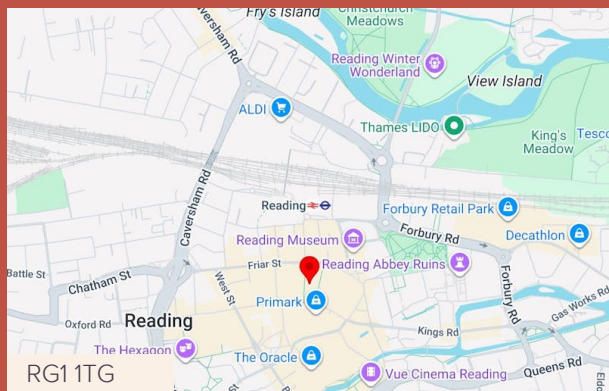 Fry's Island
Christchurch
Meadows
Caversham Rd
Reading Winter
Wonderland
View Island
ALDI
Thames LIDO
King's
Meadow
Tesco
Reading
Forbury Retail Park
Caversham Rd
Reading Museum
Forbury Rd
Decathlon
Battle St
Chatham St
Friar St
Reading Abbey Ruins
West St
Forbury Rd
Gas Works Rd
Primark
Oxford Rd
Reading
Kings Rd
The Hexagon
The Oracle
Queens Rd
Vue Cinema Reading
RG1 1TG